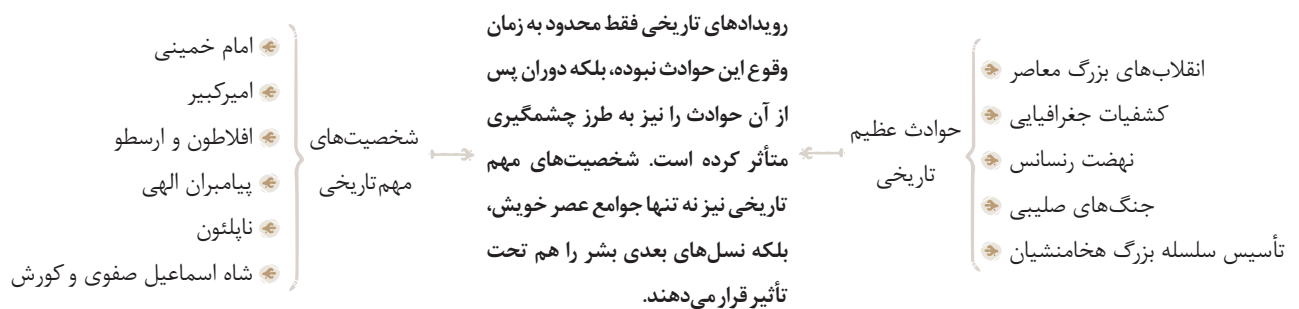 انقلاب‌های بزرگ معاصر
کشفیات جغرافیایی
نهضت رنسانس
جنگ‌های صلیبی
تأسیس سلسله بزرگ هخامنشیان
حوادث عظیم
تاریخی
رویدادهای تاریخی فقط محدود به زمان
وقوع این حوادث نبوده، بلکه دوران پس
از آن حوادث را نیز به طرز چشمگیری
متأثر کرده است. شخصیت‌های مهم
تاریخی نیز نه تنها جوامع عصر خویش،
بلکه نسل‌های بعدی بشر را هم تحت
تأثیر قرار می‌دهند.
شخصیت‌های
مهم تاریخی
امام خمینی
امیرکبیر
افلاطون و ارسطو
پیامبران الهی
ناپلئون
شاه اسماعیل صفوی و کورش